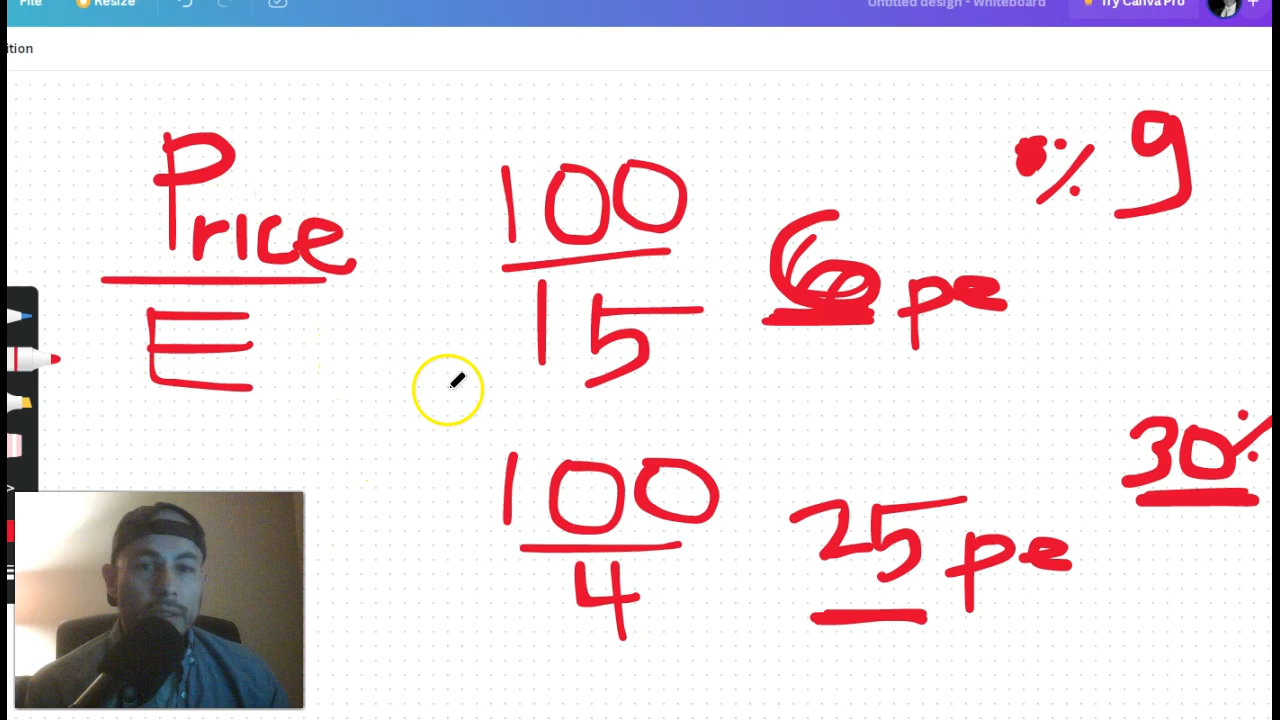 File Resize Untitled design - Whiteboard Try Canva Pro +
ition
Price
E
100
15
6 pe
% 9
100
4
25 pe
30%